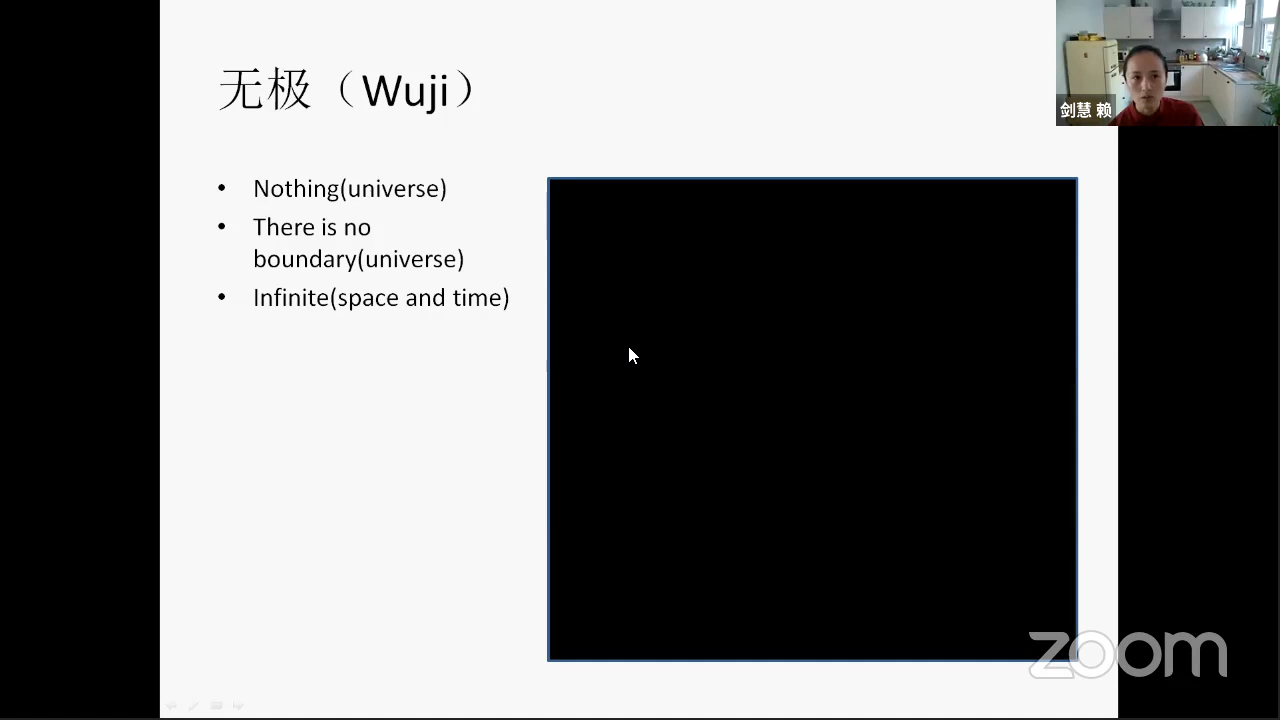 无极（Wuji）
剑慧 赖
• Nothing(universe)
• There is no
boundary(universe)
• Infinite(space and time)
zoom